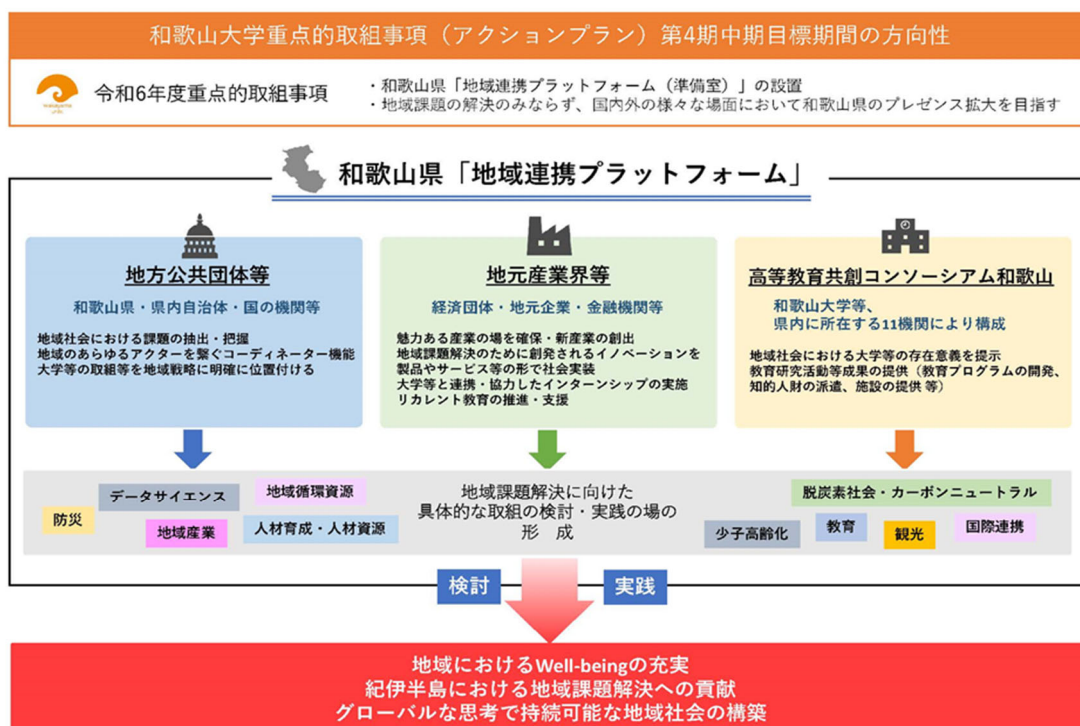 和歌山大学重点的取組事項（アクションプラン）第4期中期目標期間の方向性
令和6年度重点的取組事項
・和歌山県「地域連携プラットフォーム（準備室）」の設置
・地域課題の解決のみならず、国内外の様々な場面において和歌山県のプレゼンス拡大を目指す
和歌山県「地域連携プラットフォーム」
地方公共団体等
和歌山県・県内自治体・国の機関等
地域社会における課題の抽出・把握
地域のあらゆるアクターを繋ぐコーディネーター機能
大学等の取組等を地域戦略に明確に位置付ける
地元産業界等
経済団体・地元企業・金融機関等
魅力ある産業の場を確保・新産業の創出
地域課題解決のために創発されるイノベーションを
製品やサービス等の形で社会実装
大学等と連携・協力したインターンシップの実施
リカレント教育の推進・支援
高等教育共創コンソーシアム和歌山
和歌山大学等、
県内に所在する11機関により構成
地域社会における大学等の存在意義を提示
教育研究活動等成果の提供（教育プログラムの開発、
知的人財の派遣、施設の提供 等）
防災
データサイエンス
地域循環資源
地域産業
人材育成・人材資源
地域課題解決に向けた
具体的な取組の検討・実践の場の
形　成
脱炭素社会・カーボンニュートラル
少子高齢化
教育
観光
国際連携
検討
実践
地域におけるWell-beingの充実
紀伊半島における地域課題解決への貢献
グローバルな思考で持続可能な地域社会の構築